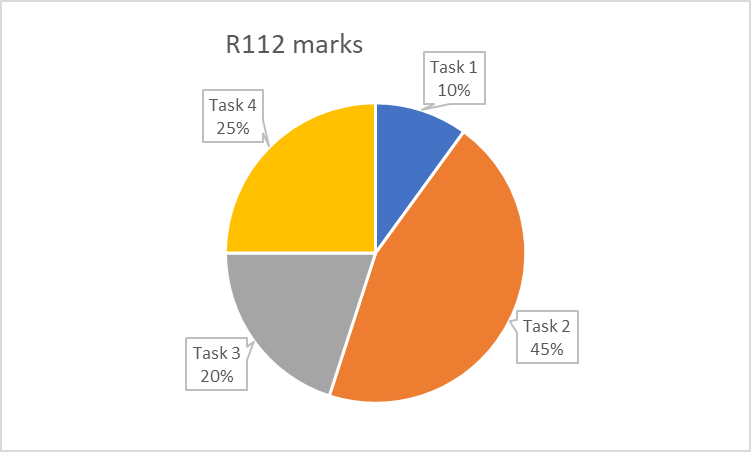 R112 marks
Task 1
10%
Task 2
45%
Task 3
20%
Task 4
25%